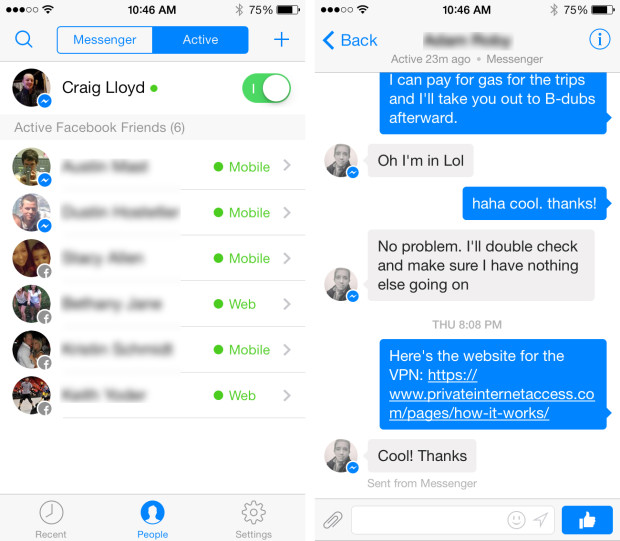 10:46 AM
75%
Messenger
Active
Craig Lloyd
Active Facebook Friends (6)
Mobile
Mobile
Mobile
Web
Mobile
Web
Recent
People
Settings
10:46 AM
75%
Back
Active 23m ago • Messenger
I can pay for gas for the trips
and I'll take you out to B-dubs
afterward.
Oh I'm in Lol
haha cool. thanks!
No problem. I'll double check
and make sure I have nothing
else going on
THU 8:08 PM
Here's the website for the
VPN: https://
www.privateinternetaccess.co
m/pages/how-it-works/
Cool! Thanks
Sent from Messenger